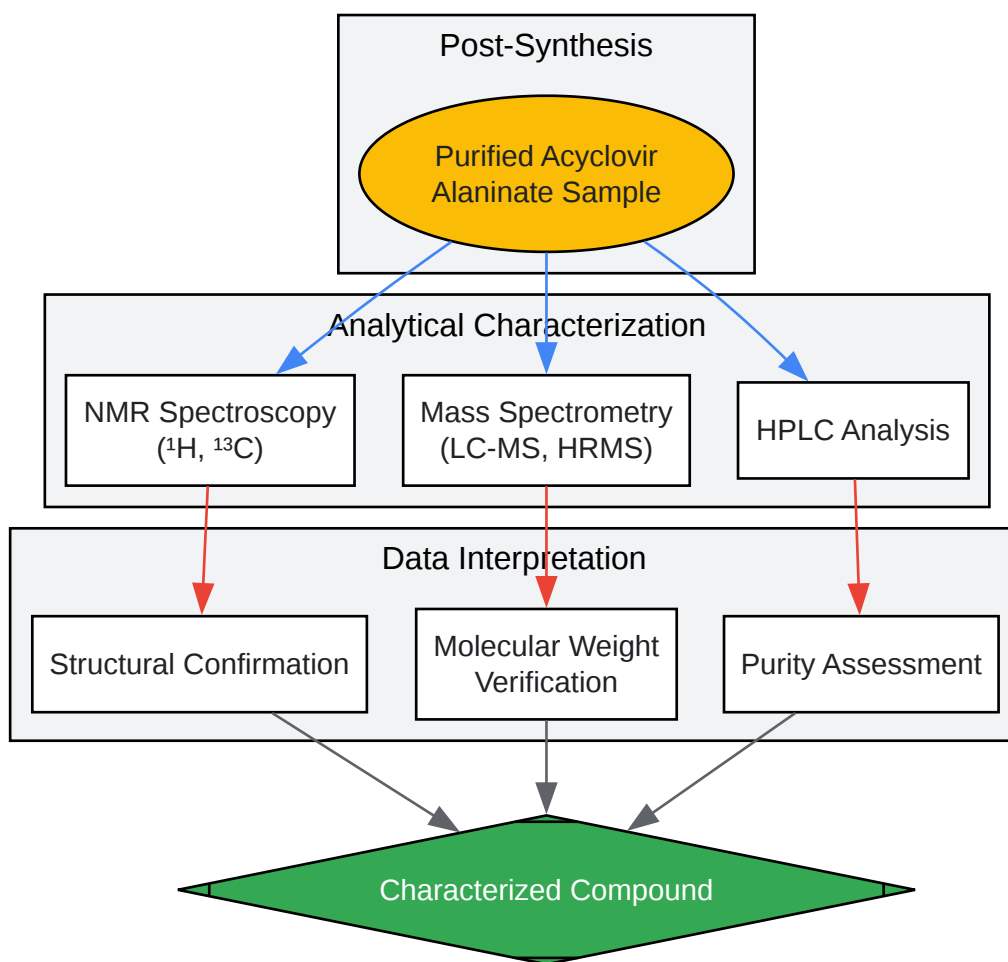 Post-Synthesis
Purified Acyclovir
Alaninate Sample
Analytical Characterization
NMR Spectroscopy
(¹H, ¹³C)
Mass Spectrometry
(LC-MS, HRMS)
HPLC Analysis
Data Interpretation
Structural Confirmation
Molecular Weight
Verification
Purity Assessment
Characterized Compound